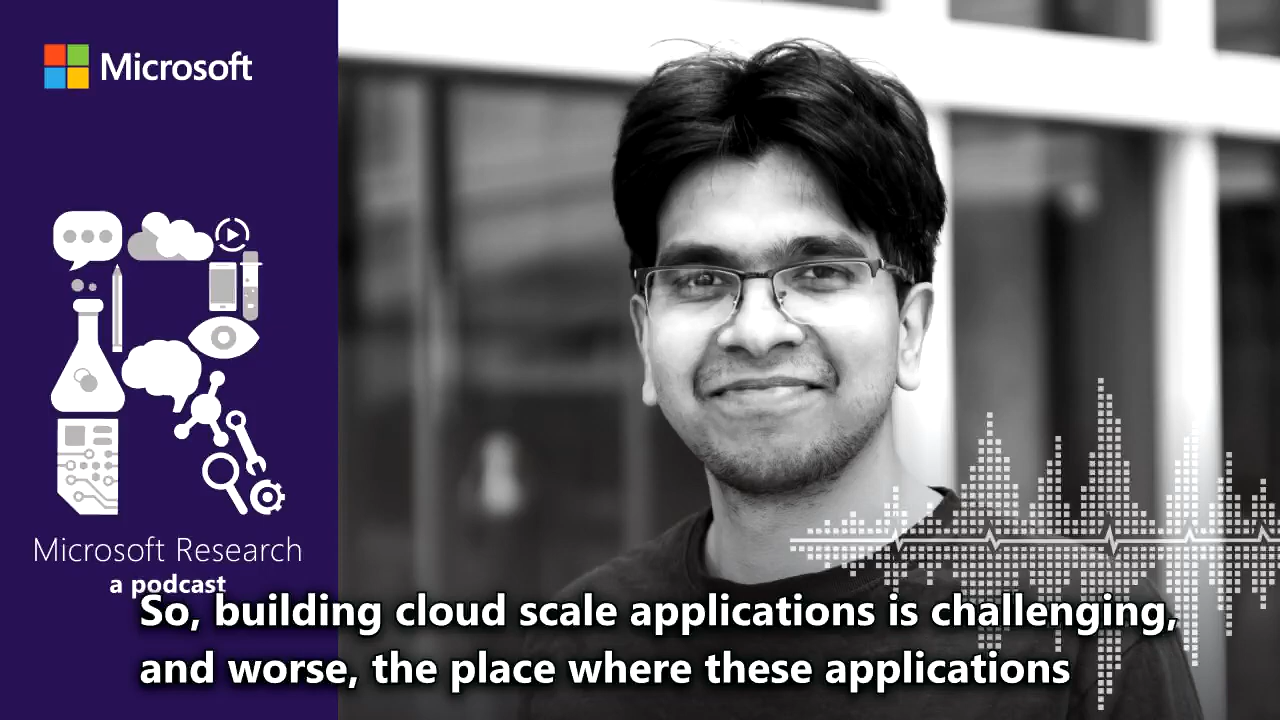 Microsoft
Microsoft Research
a podcast
So, building cloud scale applications is challenging,
and worse, the place where these applications